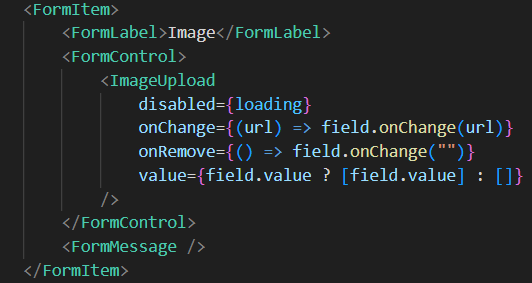 <FormItem>
<FormLabel>Image</FormLabel>
<FormControl>
<ImageUpload
disabled={loading}
onChange={(url) => field.onChange(url)}
onRemove={() => field.onChange("")}
value={field.value ? [field.value] : []}
/>
</FormControl>
<FormMessage />
</FormItem>